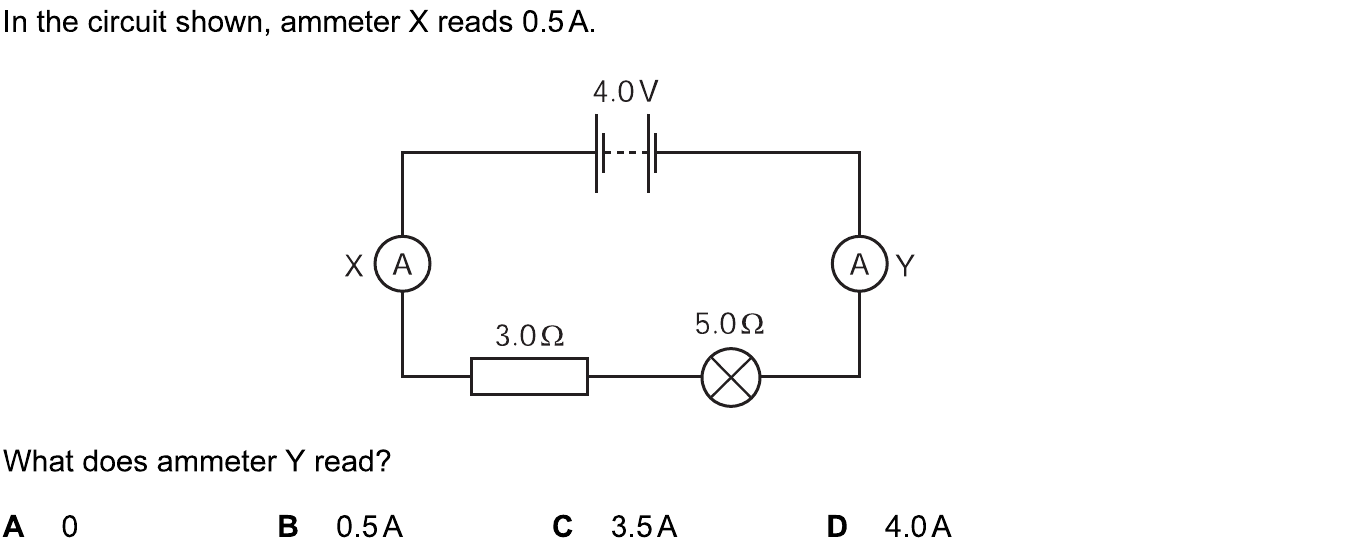 In the circuit shown, ammeter X reads 0.5 A.
4.0 V
X A
A Y
3.0 Ω
5.0 Ω
What does ammeter Y read?
A 0 B 0.5 A C 3.5 A D 4.0 A